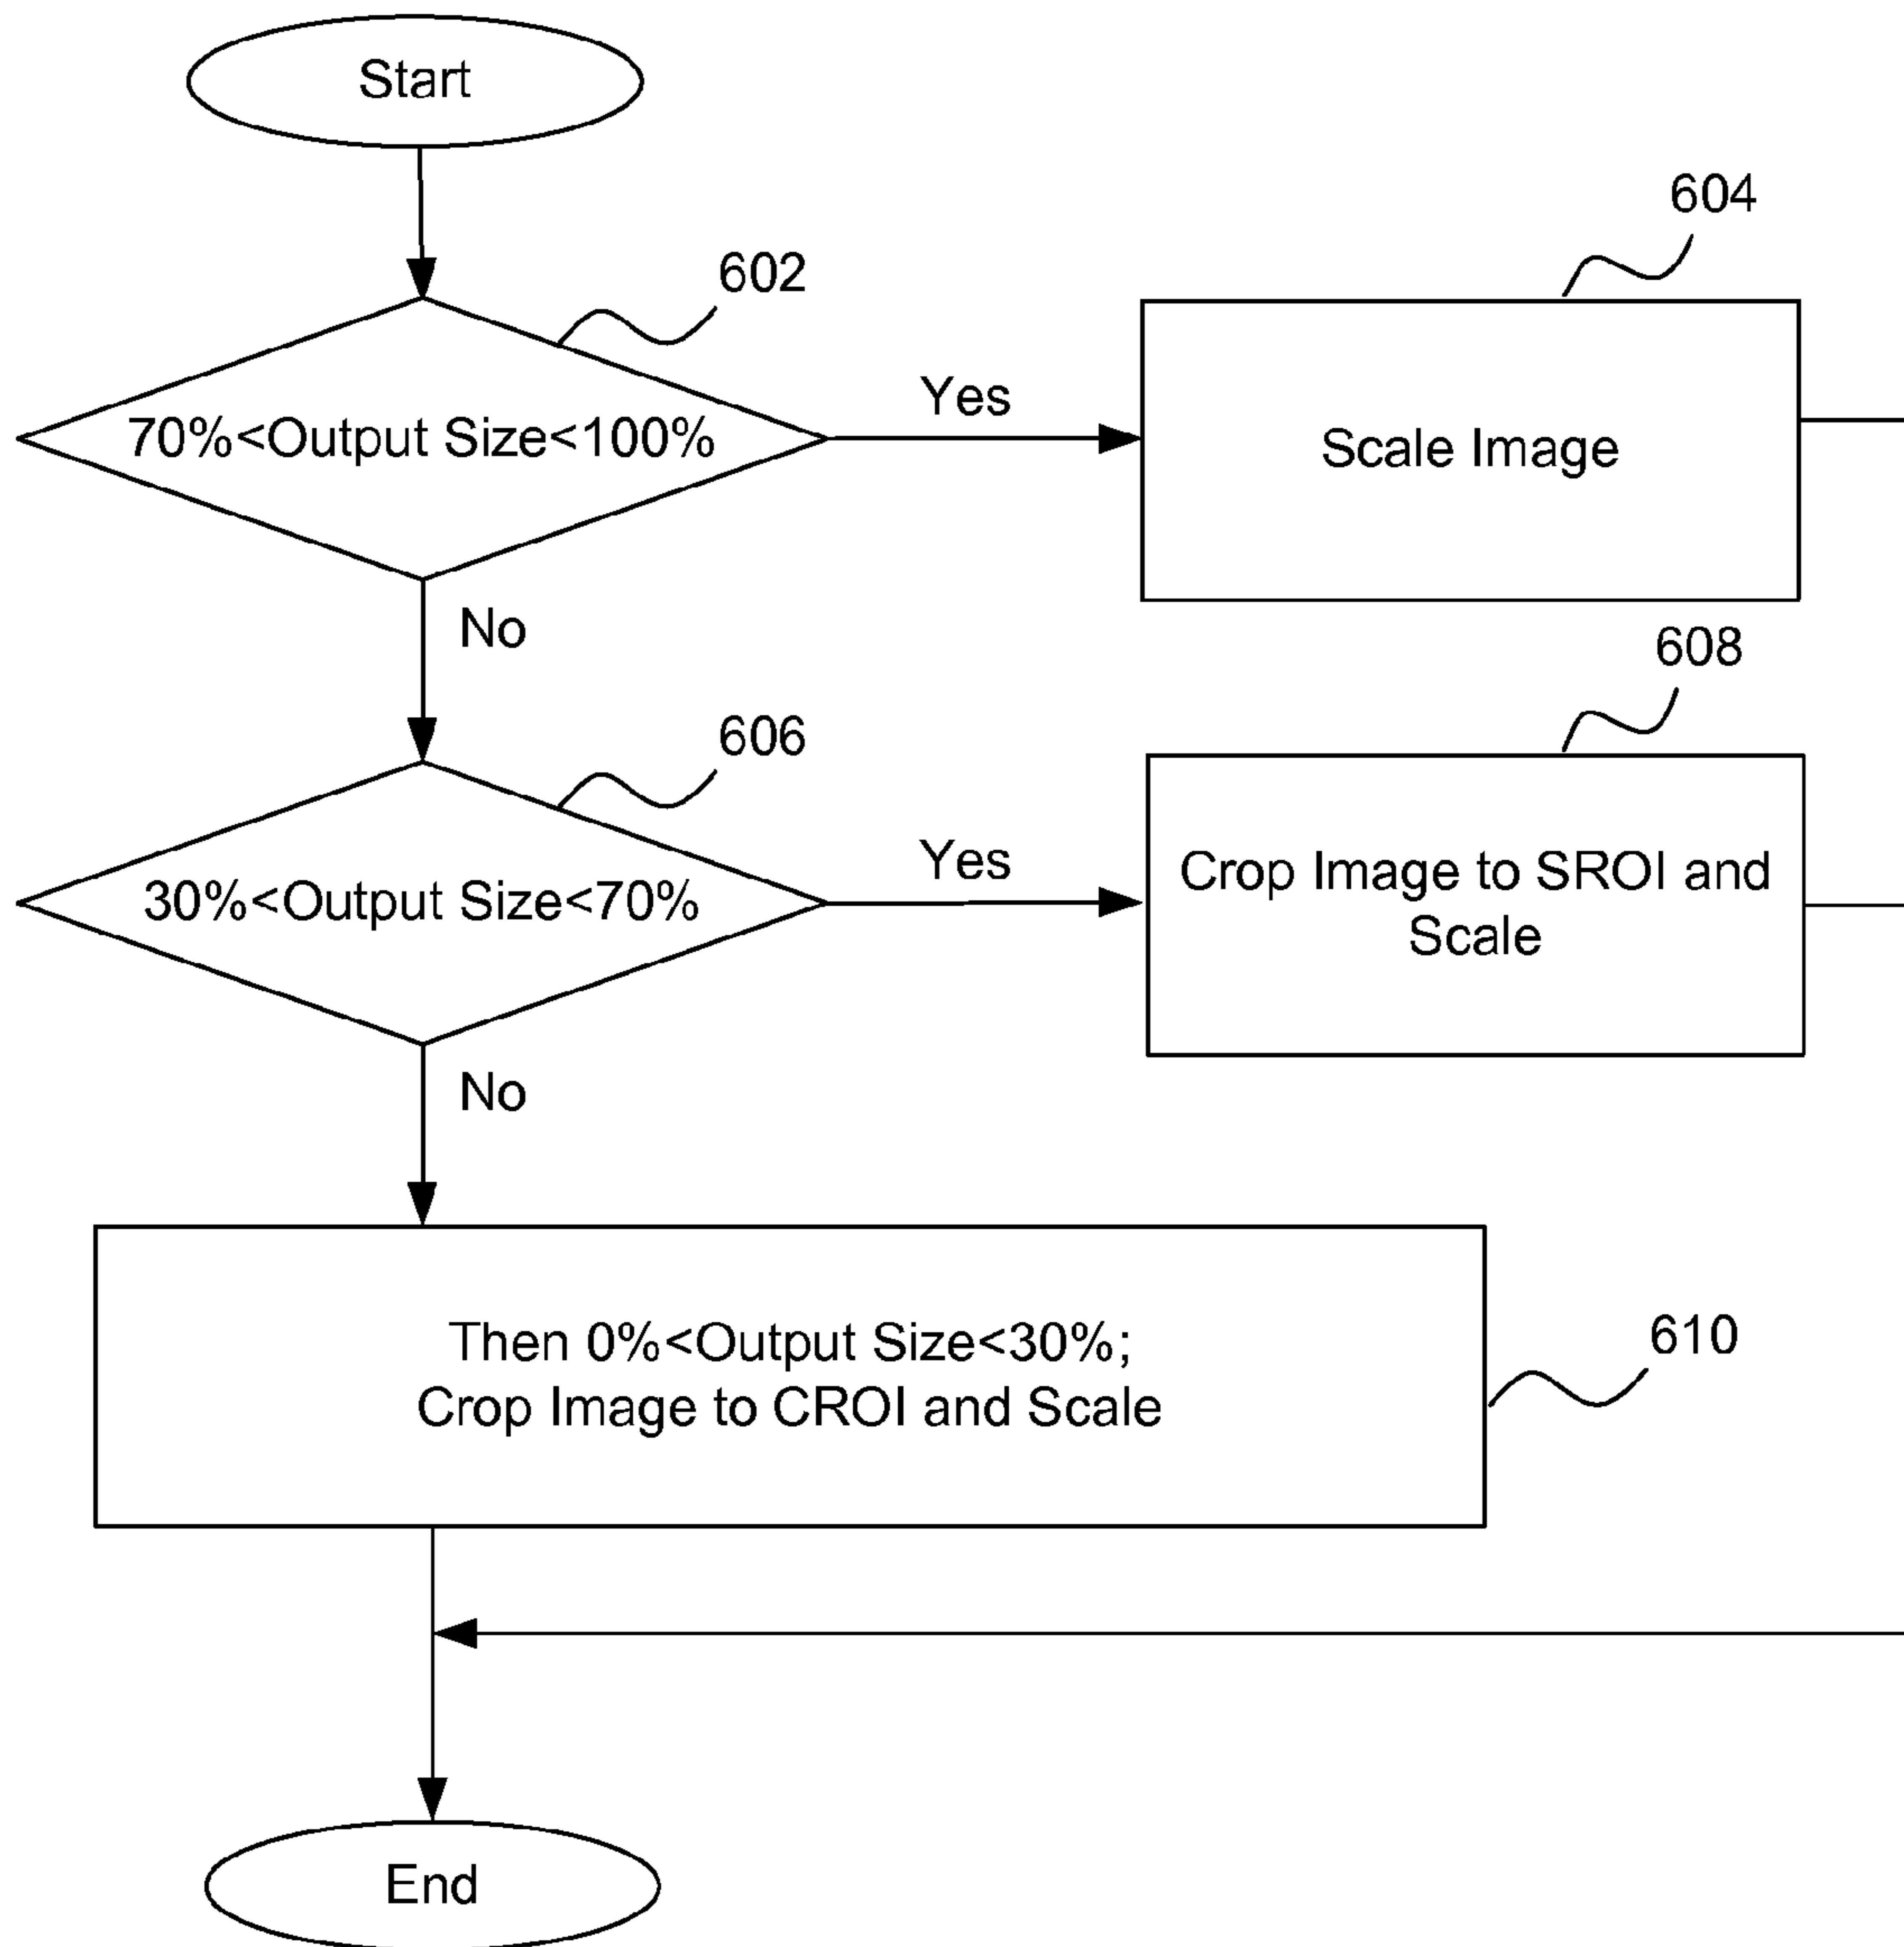 Start
602
70%<Output Size<100%
Yes
604
Scale Image
No
606
30%<Output Size<70%
Yes
608
Crop Image to SROI and
Scale
No
Then 0%<Output Size<30%;
Crop Image to CROI and Scale
610
End